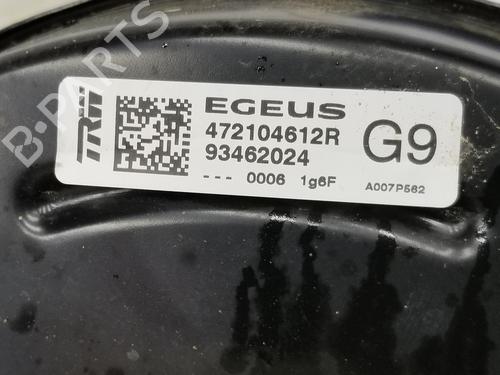 TRW
EGEUS
472104612R
93462024
G9
--- 0006 1g6F
A007P562
B-PARTS